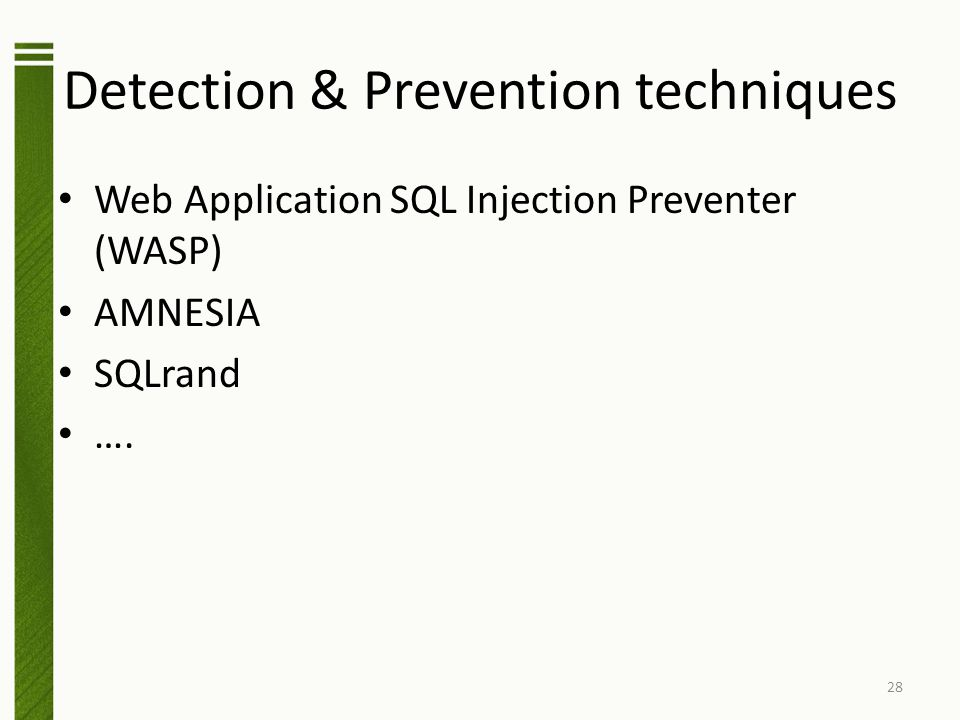 Detection & Prevention techniques
• Web Application SQL Injection Preventer
(WASP)
• AMNESIA
• SQLrand
• ….
28